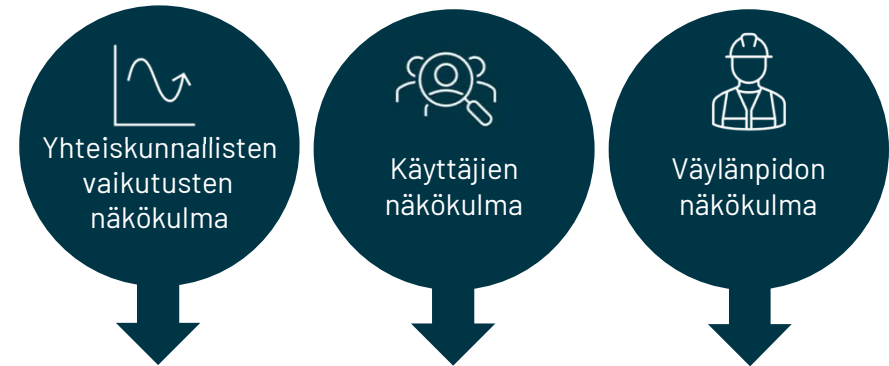 Yhteiskunnallisten
vaikutusten
näkökulma
Käyttäjien
näkökulma
Väylänpidon
näkökulma